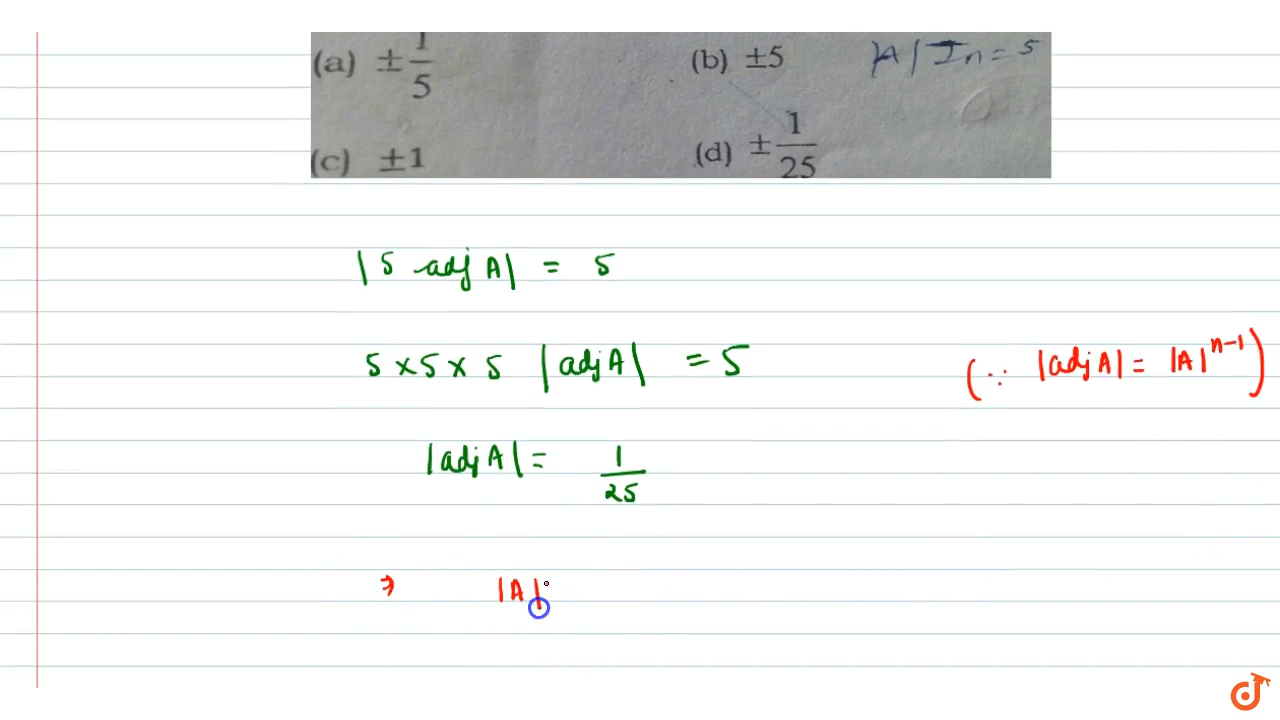 (a) ± 1/5 (b) ±5 |A| In = 5
(c) ±1 (d) ± 1/25
| 5 adj A| = 5
5 × 5 × 5 |adj A| = 5 (∵ |adj A| = |A|ⁿ⁻¹)
|adj A| = 1/25
⇒ |A|